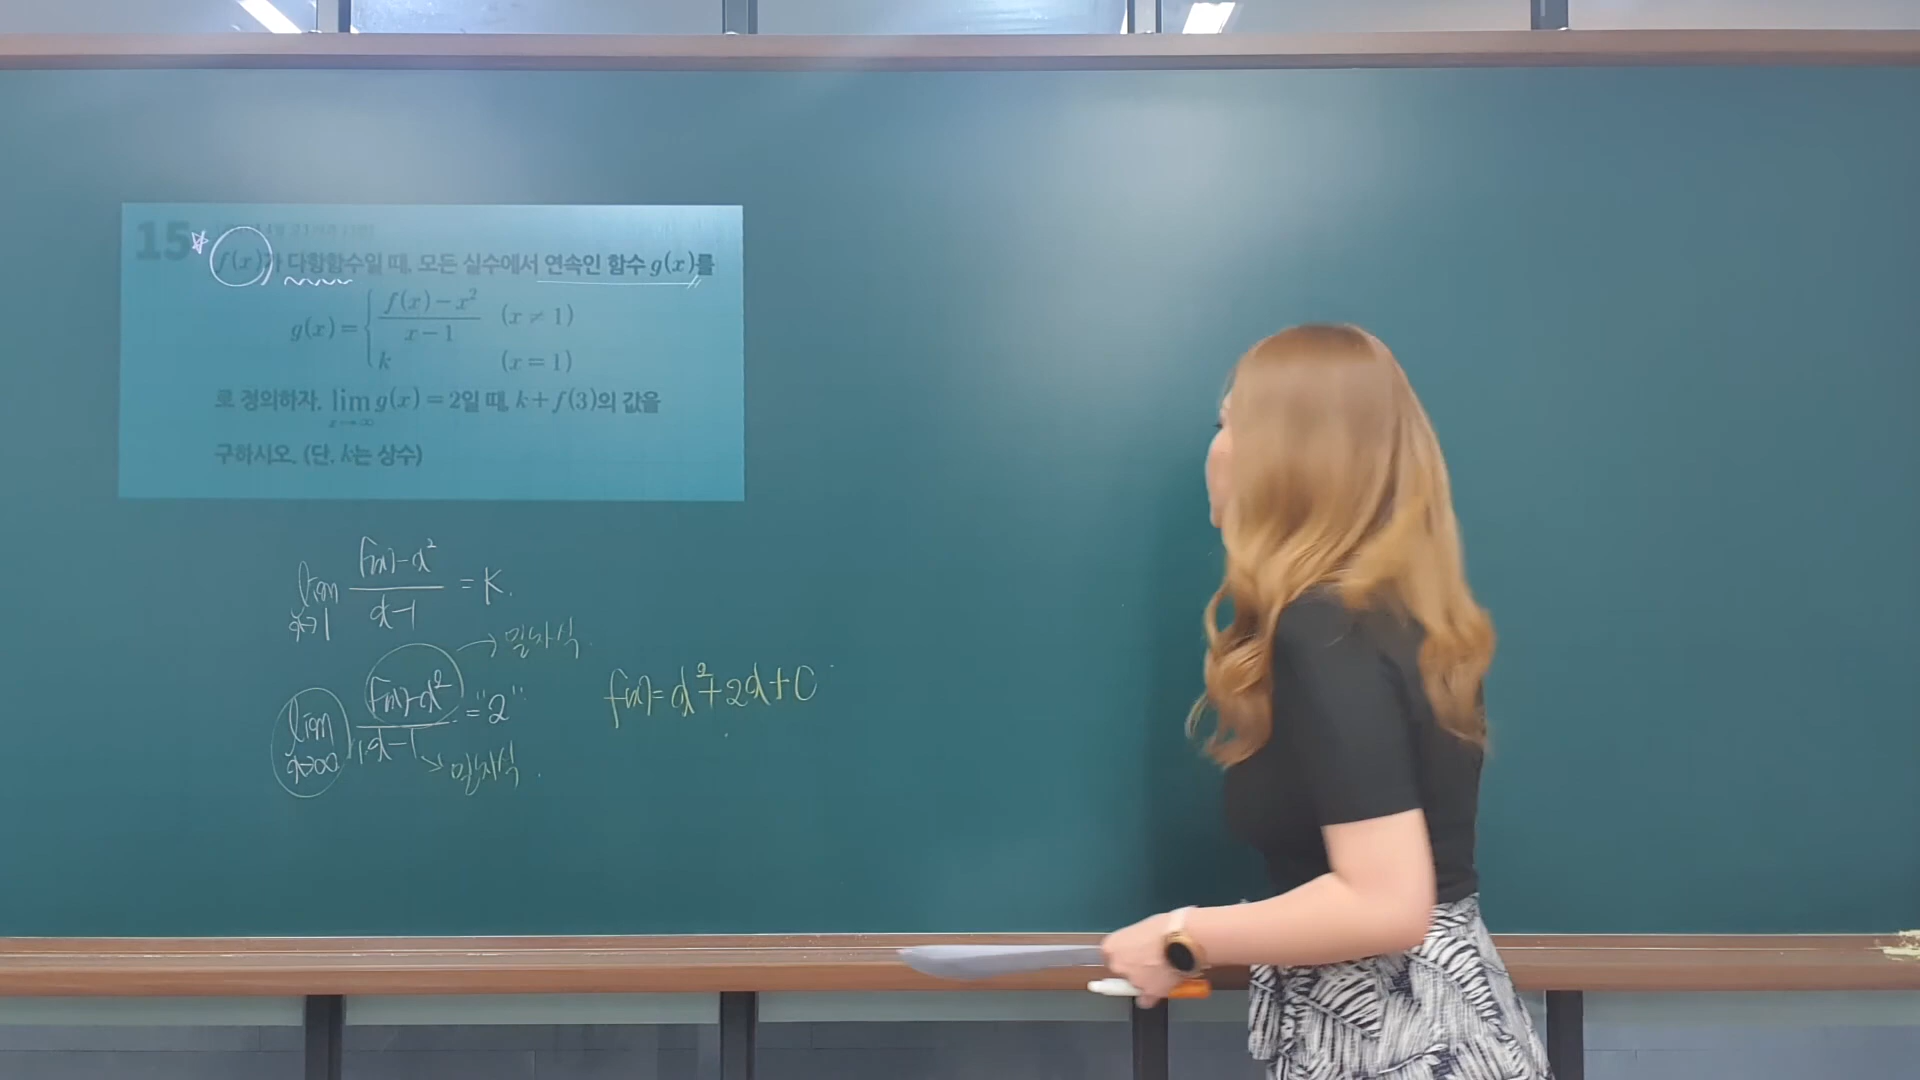 15
f(x)가 다항함수일 때, 모든 실수에서 연속인 함수 g(x)를
g(x) = { (f(x) − x²)/(x − 1) (x ≠ 1)
k (x = 1)
로 정의하자. lim x→∞ g(x) = 2일 때, k + f(3)의 값을
구하시오. (단, k는 상수)
lim x→1 (f(x) − x²)/(x − 1) = K.
→ 일차식.
lim x→∞ (f(x) − x²)/(1·x − 1) = "2"
f(x) = x² + 2x + C
→ 일차식.